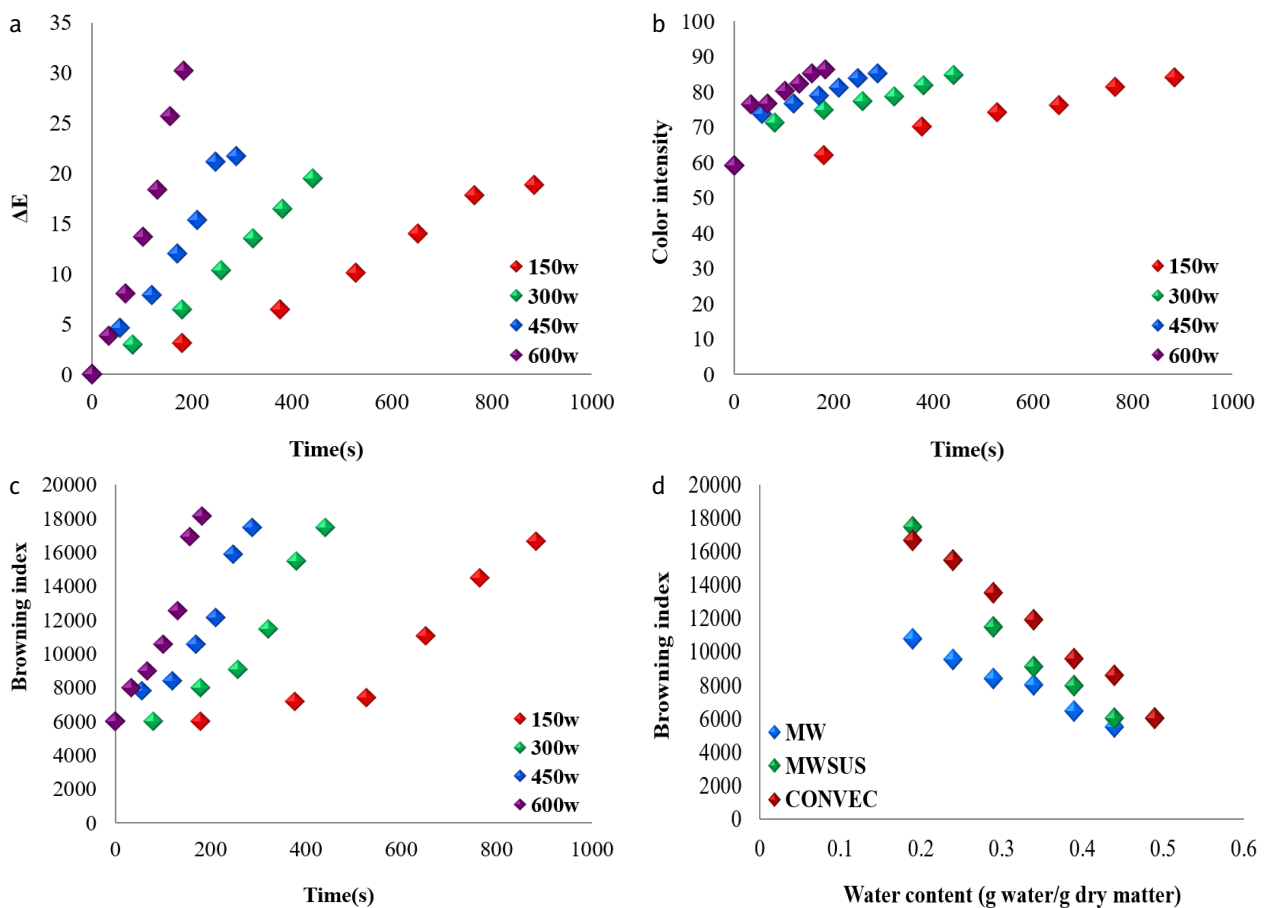 a
35
30
25
20
15
10
5
0
ΔE
0 200 400 600 800 1000
Time(s)
150w
300w
450w
600w
b
100
90
80
70
60
50
40
30
20
10
0
Color intensity
0 200 400 600 800 1000
Time(s)
150w
300w
450w
600w
c
20000
18000
16000
14000
12000
10000
8000
6000
4000
2000
0
Browning index
0 200 400 600 800 1000
Time(s)
150w
300w
450w
600w
d
20000
18000
16000
14000
12000
10000
8000
6000
4000
2000
0
Browning index
0 0.1 0.2 0.3 0.4 0.5 0.6
Water content (g water/g dry matter)
MW
MWSUS
CONVEC